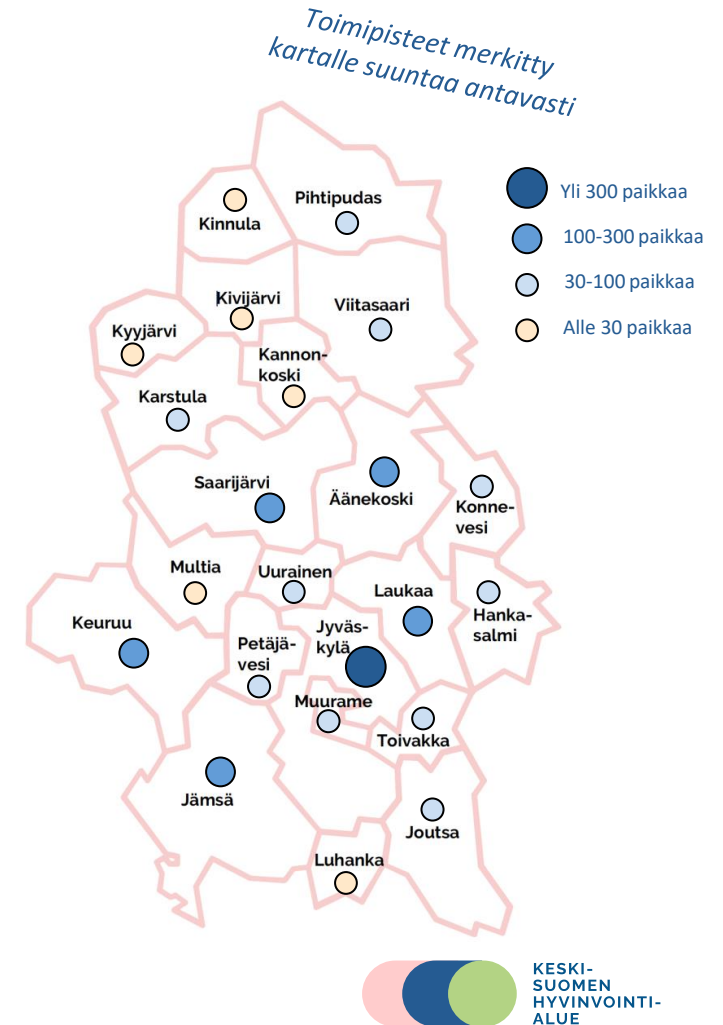 Toimipisteet merkitty
kartalle suuntaa antavasti
Yli 300 paikkaa
100-300 paikkaa
30-100 paikkaa
Alle 30 paikkaa
Pihtipudas
Kinnula
Kivijärvi
Viitasaari
Kyyjärvi
Kannon-
koski
Karstula
Saarijärvi
Äänekoski
Konne-
vesi
Multia
Uurainen
Laukaa
Hanka-
salmi
Keuruu
Jyväs-
kylä
Petäjä-
vesi
Muurame
Toivakka
Jämsä
Joutsa
Luhanka
KESKI-
SUOMEN
HYVINVOINTI-
ALUE